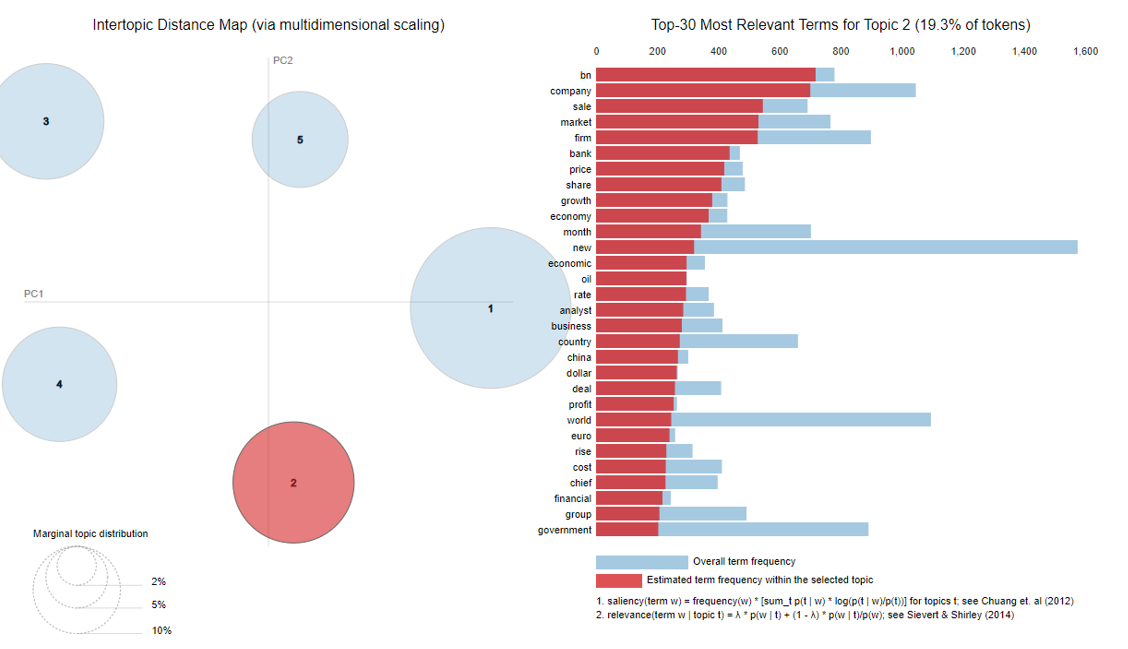 Intertopic Distance Map (via multidimensional scaling)
PC2
3
5
PC1
1
4
2
Marginal topic distribution
2%
5%
10%
Top-30 Most Relevant Terms for Topic 2 (19.3% of tokens)
0 200 400 600 800 1,000 1,200 1,400 1,600
bn
company
sale
market
firm
bank
price
share
growth
economy
month
new
economic
oil
rate
analyst
business
country
china
dollar
deal
profit
world
euro
rise
cost
chief
financial
group
government
Overall term frequency
Estimated term frequency within the selected topic
1. saliency(term w) = frequency(w) * [sum_t p(t | w) * log(p(t | w)/p(t))] for topics t; see Chuang et. al (2012)
2. relevance(term w | topic t) = λ * p(w | t) + (1 - λ) * p(w | t)/p(w); see Sievert & Shirley (2014)